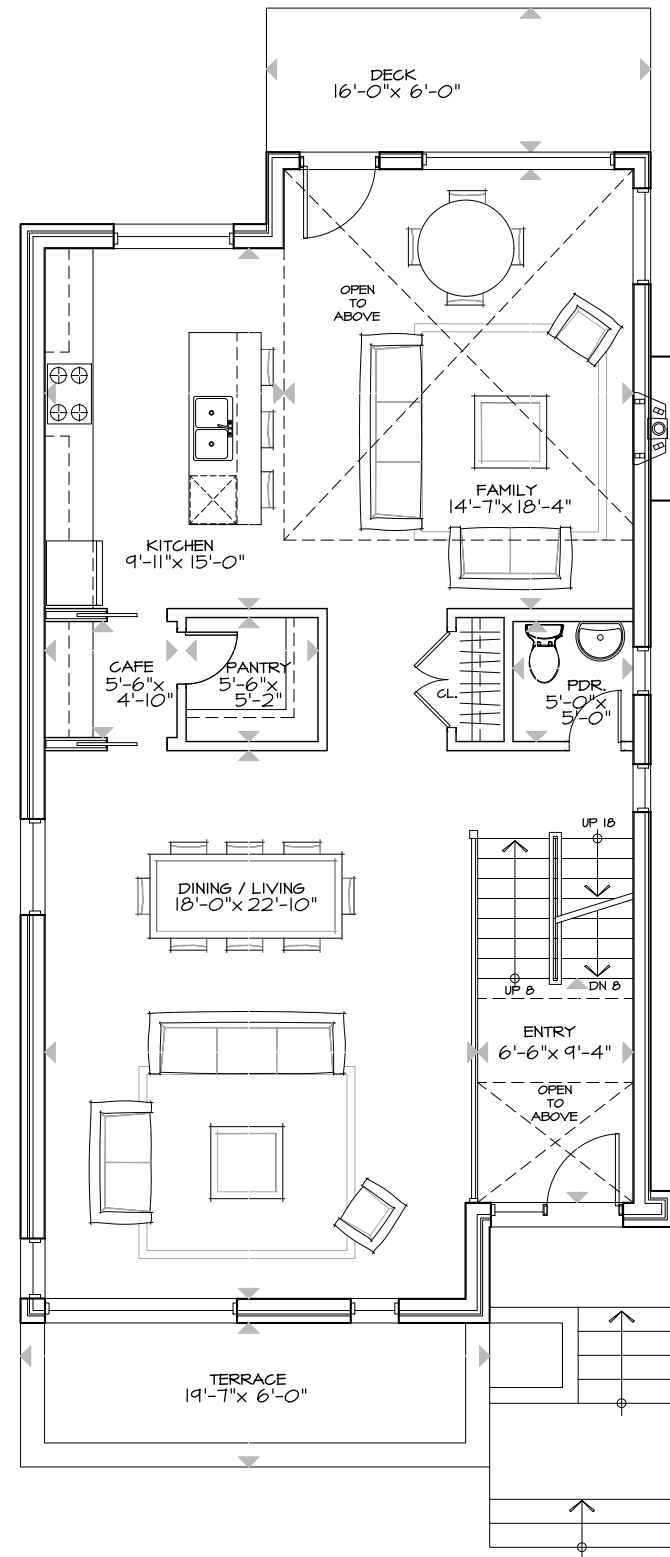 DECK
16'-0"x 6'-0"
OPEN
TO
ABOVE
FAMILY
14'-7"x 18'-4"
KITCHEN
9'-11"x 15'-0"
CAFE
5'-6"x
4'-10"
PANTRY
5'-6"x
5'-2"
CL.
PDR.
5'-0"x
5'-0"
UP 18
DINING / LIVING
18'-0"x 22'-10"
UP 8
DN 8
ENTRY
6'-6"x 9'-4"
OPEN
TO
ABOVE
TERRACE
19'-7"x 6'-0"